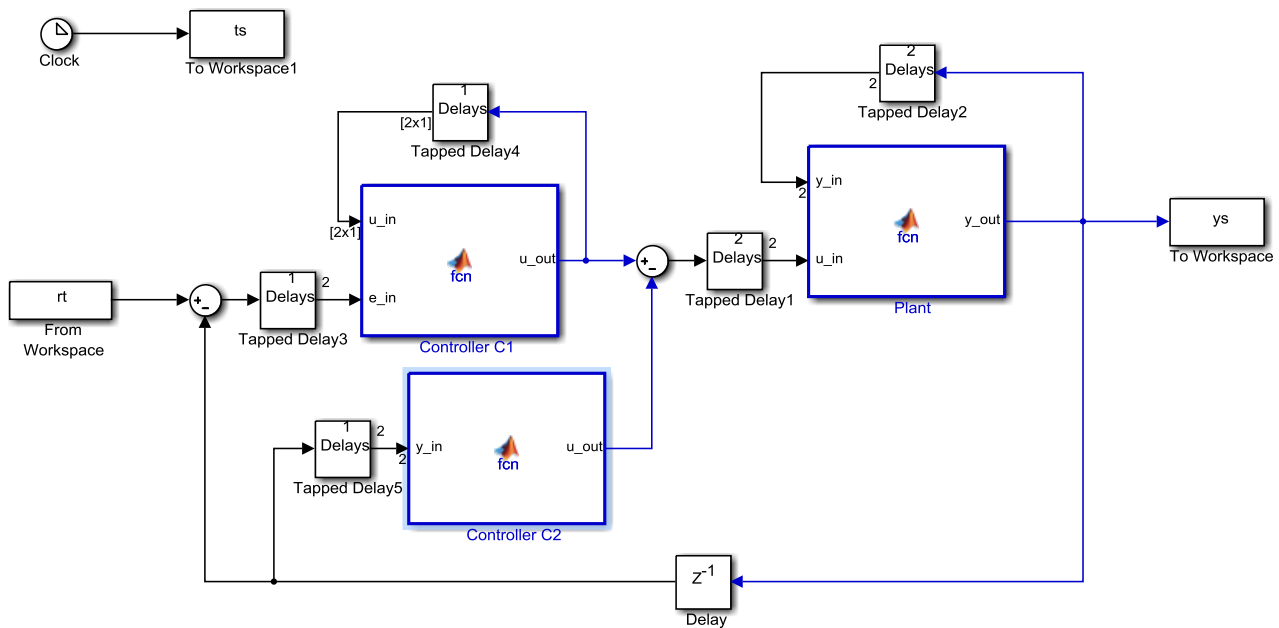 ts
Clock
To Workspace1
2
Delays
2
Tapped Delay2
1
Delays
[2x1]
Tapped Delay4
y_in
2
y_out
fcn
u_in
Plant
ys
To Workspace
u_in
[2x1]
u_out
fcn
e_in
Controller C1
+
-
2
Delays
2
Tapped Delay1
rt
From
Workspace
+
-
1
Delays
2
Tapped Delay3
1
Delays
2
2
Tapped Delay5
y_in
u_out
fcn
Controller C2
Z-1
Delay